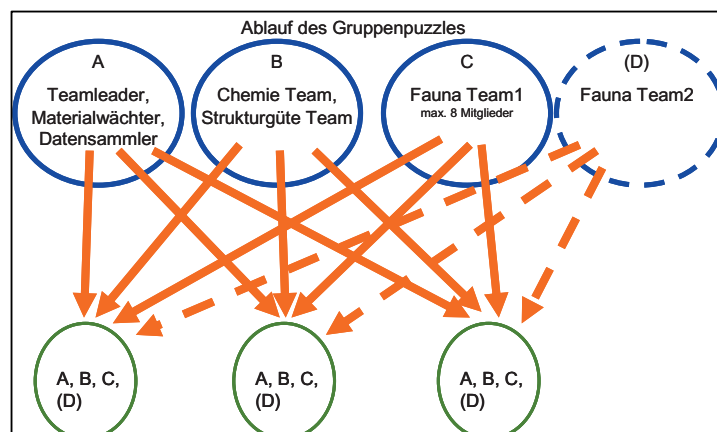 Ablauf des Gruppenpuzzles
A
Teamleader,
Materialwächter,
Datensammler
B
Chemie Team,
Strukturgüte Team
C
Fauna Team1
max. 8 Mitglieder
(D)
Fauna Team2
A, B, C,
(D)
A, B, C,
(D)
A, B, C,
(D)